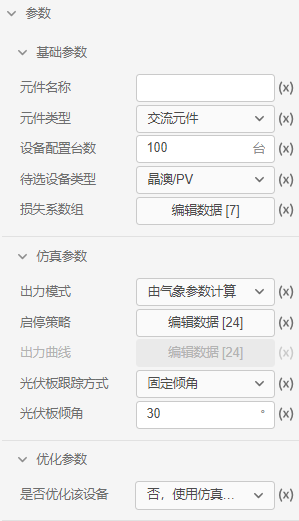 参数
基础参数
元件名称 (x)
元件类型 交流元件 (x)
设备配置台数 100 台 (x)
待选设备类型 晶澳/PV (x)
损失系数组 编辑数据 [7] (x)
仿真参数
出力模式 由气象参数计算 (x)
启停策略 编辑数据 [24] (x)
出力曲线 编辑数据 [24] (x)
光伏板跟踪方式 固定倾角 (x)
光伏板倾角 30 ° (x)
优化参数
是否优化该设备 否，使用仿真... (x)